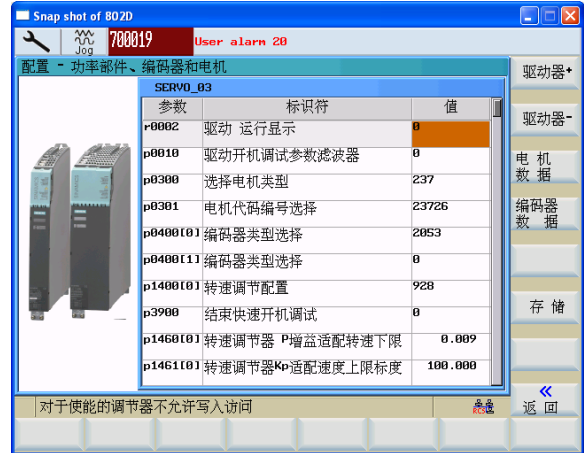 Snap shot of 802D
Jog
700019 User alarm 20
配置 - 功率部件、编码器和电机
驱动器+
SERVO_03
参数 标识符 值
r0002 驱动 运行显示 0
驱动器-
p0010 驱动开机调试参数滤波器 0
p0300 选择电机类型 237
电 机
数 据
p0301 电机代码编号选择 23726
编码器
数 据
p0400[0] 编码器类型选择 2053
p0400[1] 编码器类型选择 0
p1400[0] 转速调节配置 928
p3900 结束快速开机调试 0
存 储
p1460[0] 转速调节器 P增益适配转速下限 0.009
p1461[0] 转速调节器Kp适配速度上限标度 100.000
对于使能的调节器不允许写入访问
RCS
«
返 回